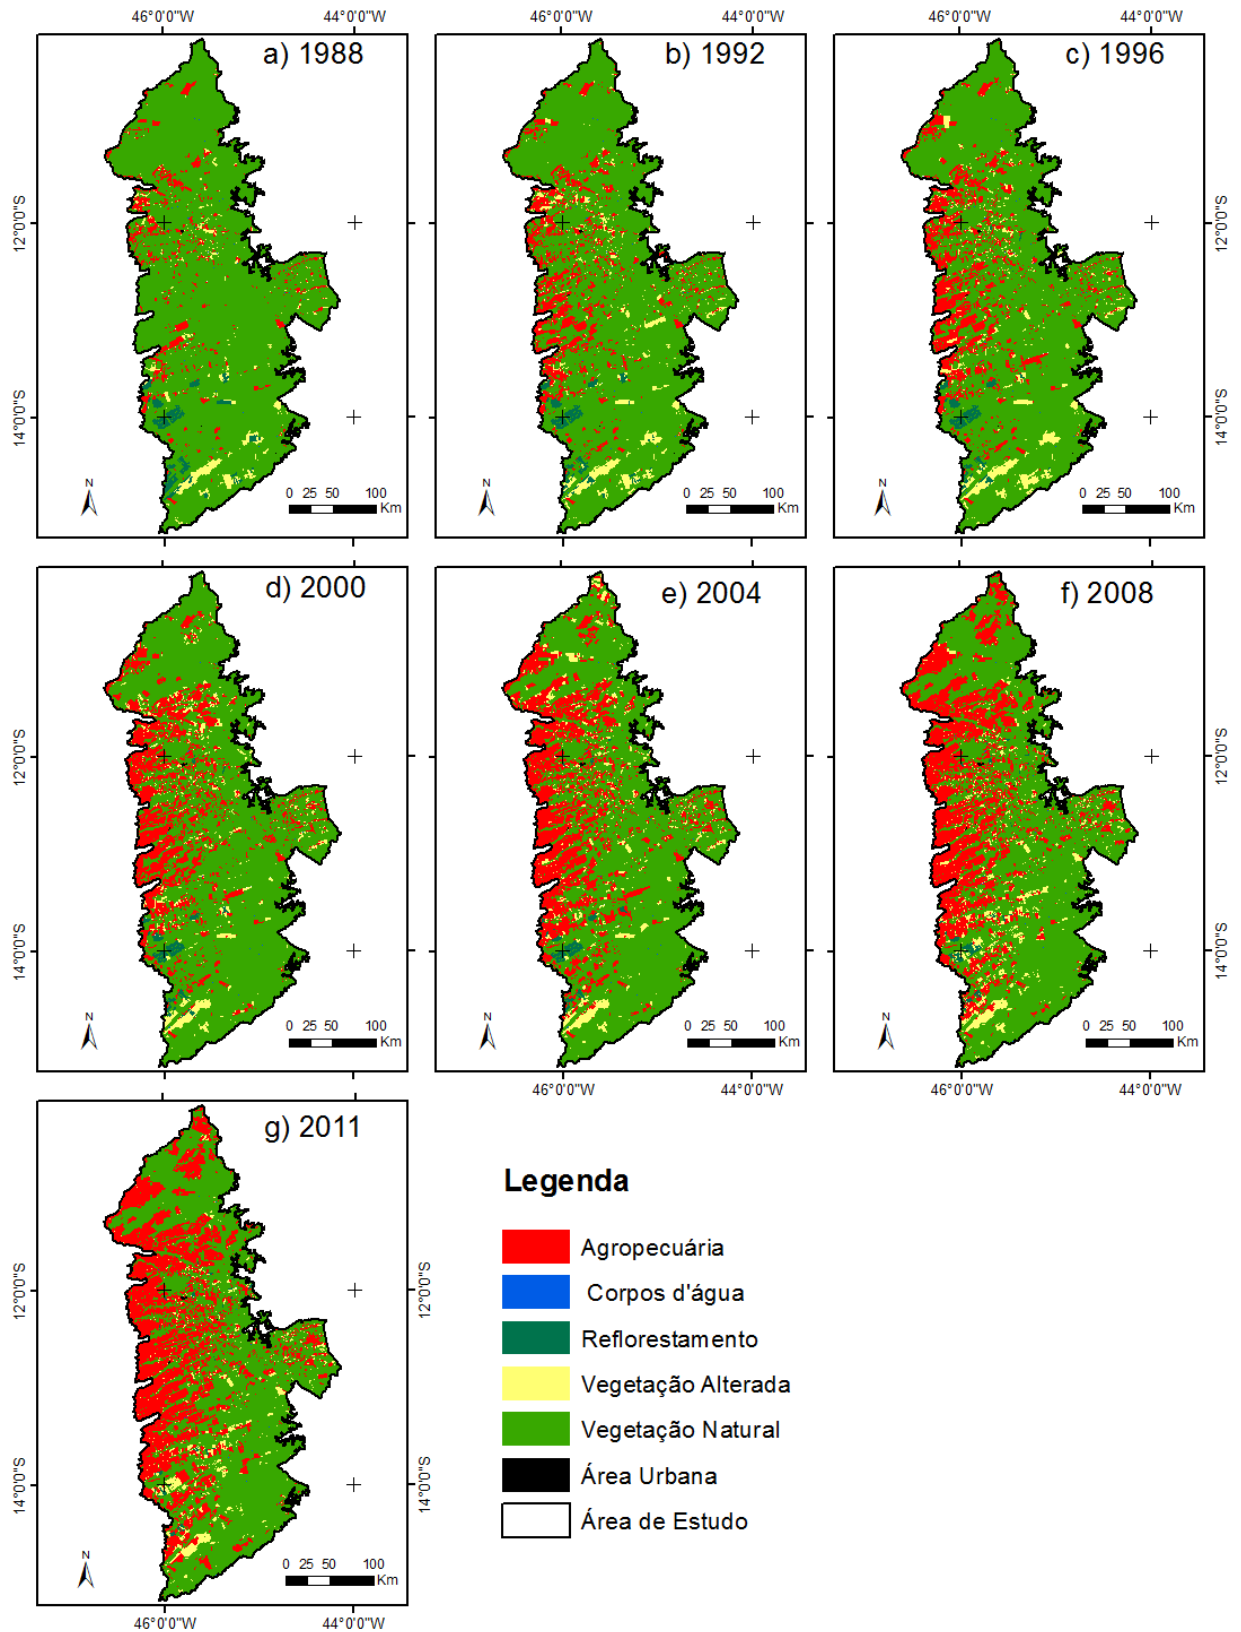 46°0'0"W 44°0'0"W 46°0'0"W 44°0'0"W 46°0'0"W 44°0'0"W
a) 1988 b) 1992 c) 1996
12°0'0"S 12°0'0"S
14°0'0"S 14°0'0"S
N N N
0 25 50 100 0 25 50 100 0 25 50 100
Km Km Km
d) 2000 e) 2004 f) 2008
12°0'0"S 12°0'0"S
14°0'0"S 14°0'0"S
N N N
0 25 50 100 0 25 50 100 0 25 50 100
Km Km Km
46°0'0"W 44°0'0"W 46°0'0"W 44°0'0"W
g) 2011
12°0'0"S 12°0'0"S
14°0'0"S 14°0'0"S
N
0 25 50 100
Km
46°0'0"W 44°0'0"W
Legenda
Agropecuária
Corpos d'água
Reflorestamento
Vegetação Alterada
Vegetação Natural
Área Urbana
Área de Estudo